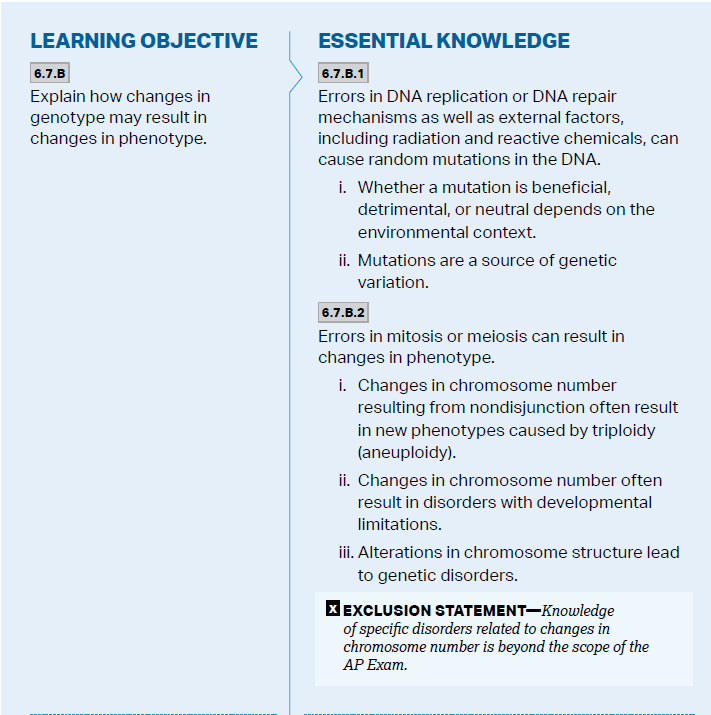 LEARNING OBJECTIVE
6.7.B
Explain how changes in
genotype may result in
changes in phenotype.
ESSENTIAL KNOWLEDGE
6.7.B.1
Errors in DNA replication or DNA repair
mechanisms as well as external factors,
including radiation and reactive chemicals, can
cause random mutations in the DNA.
i. Whether a mutation is beneficial,
detrimental, or neutral depends on the
environmental context.
ii. Mutations are a source of genetic
variation.
6.7.B.2
Errors in mitosis or meiosis can result in
changes in phenotype.
i. Changes in chromosome number
resulting from nondisjunction often result
in new phenotypes caused by triploidy
(aneuploidy).
ii. Changes in chromosome number often
result in disorders with developmental
limitations.
iii. Alterations in chromosome structure lead
to genetic disorders.
X EXCLUSION STATEMENT—Knowledge
of specific disorders related to changes in
chromosome number is beyond the scope of the
AP Exam.